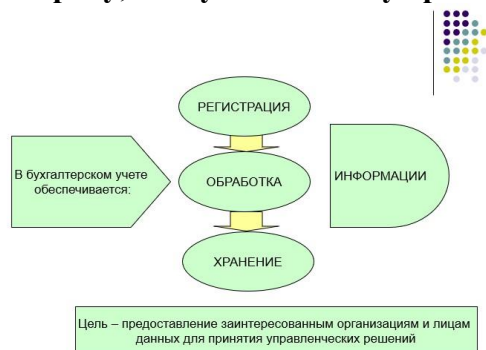 РЕГИСТРАЦИЯ
В бухгалтерском учете
обеспечивается:
ОБРАБОТКА
ИНФОРМАЦИИ
ХРАНЕНИЕ
Цель – предоставление заинтересованным организациям и лицам
данных для принятия управленческих решений